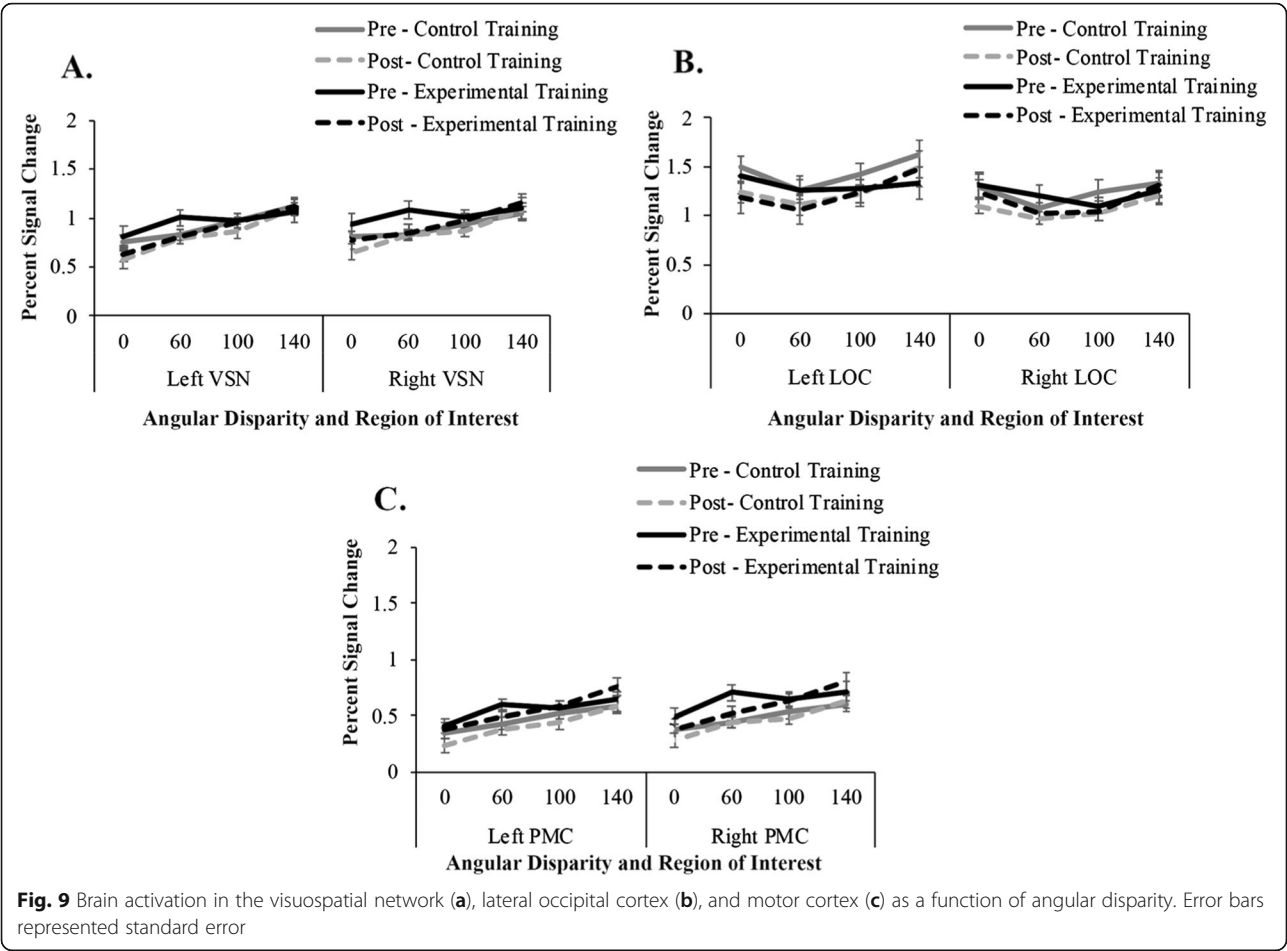 A.
Pre - Control Training
Post- Control Training
Pre - Experimental Training
Post - Experimental Training
Percent Signal Change
2
1.5
1
0.5
0
0 60 100 140 0 60 100 140
Left VSN Right VSN
Angular Disparity and Region of Interest
B.
Pre - Control Training
Post- Control Training
Pre - Experimental Training
Post - Experimental Training
Percent Signal Change
2
1.5
1
0.5
0
0 60 100 140 0 60 100 140
Left LOC Right LOC
Angular Disparity and Region of Interest
C.
Pre - Control Training
Post- Control Training
Pre - Experimental Training
Post - Experimental Training
Percent Signal Change
2
1.5
1
0.5
0
0 60 100 140 0 60 100 140
Left PMC Right PMC
Angular Disparity and Region of Interest
Fig. 9 Brain activation in the visuospatial network (a), lateral occipital cortex (b), and motor cortex (c) as a function of angular disparity. Error bars
represented standard error